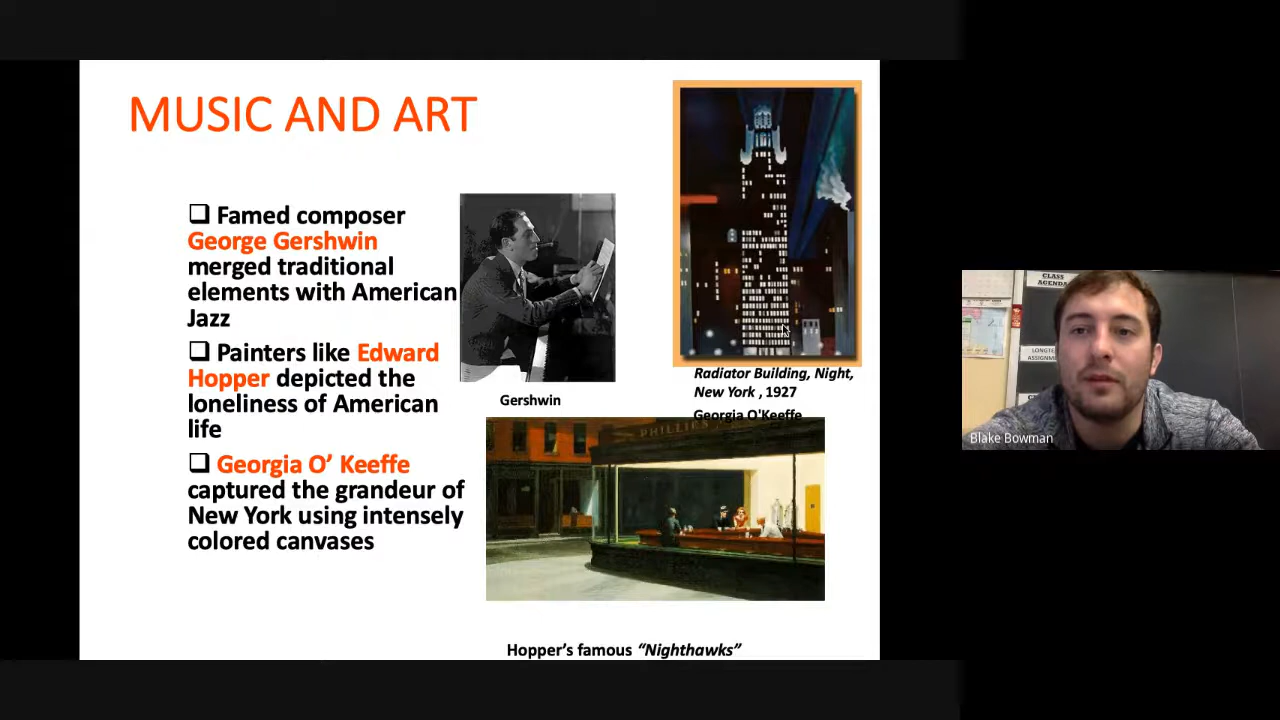 MUSIC AND ART
❑ Famed composer
George Gershwin
merged traditional
elements with American
Jazz
❑ Painters like Edward
Hopper depicted the
loneliness of American
life
❑ Georgia O’ Keeffe
captured the grandeur of
New York using intensely
colored canvases
Gershwin
Radiator Building, Night,
New York , 1927
Georgia O'Keeffe
PHILLIES
Hopper’s famous “Nighthawks”
CLASS
AGENDA
LONGTE
ASSIGNME
Blake Bowman